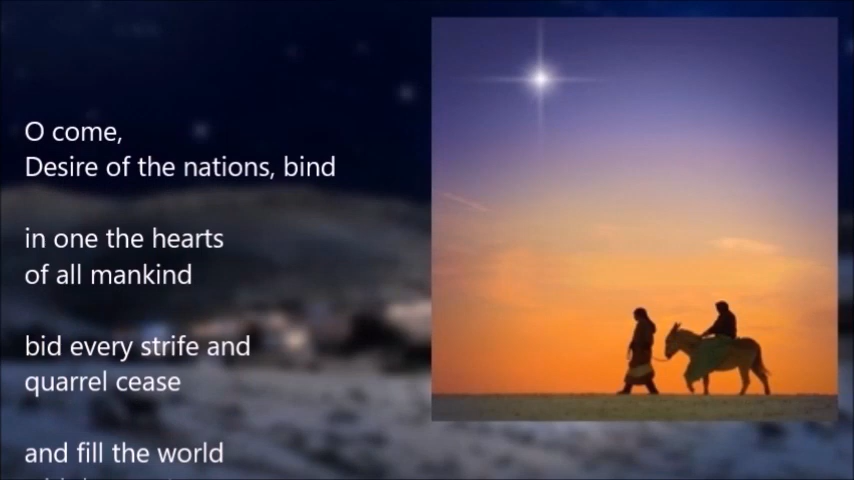 O come,
Desire of the nations, bind
in one the hearts
of all mankind
bid every strife and
quarrel cease
and fill the world